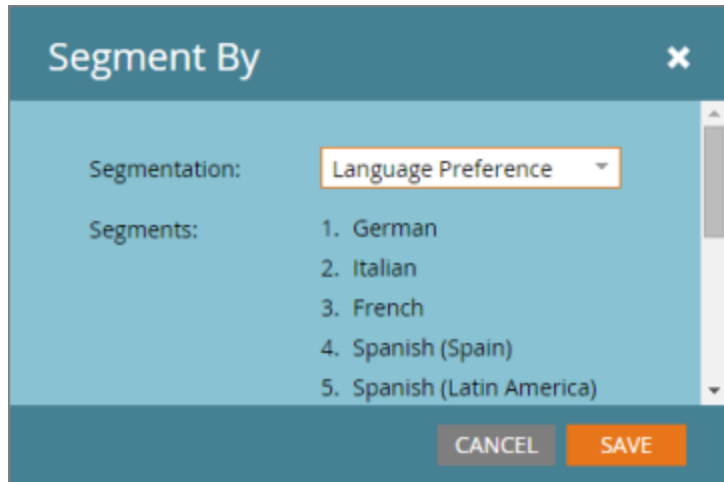 Segment By
Segmentation: Language Preference
Segments: 1. German
2. Italian
3. French
4. Spanish (Spain)
5. Spanish (Latin America)
CANCEL SAVE